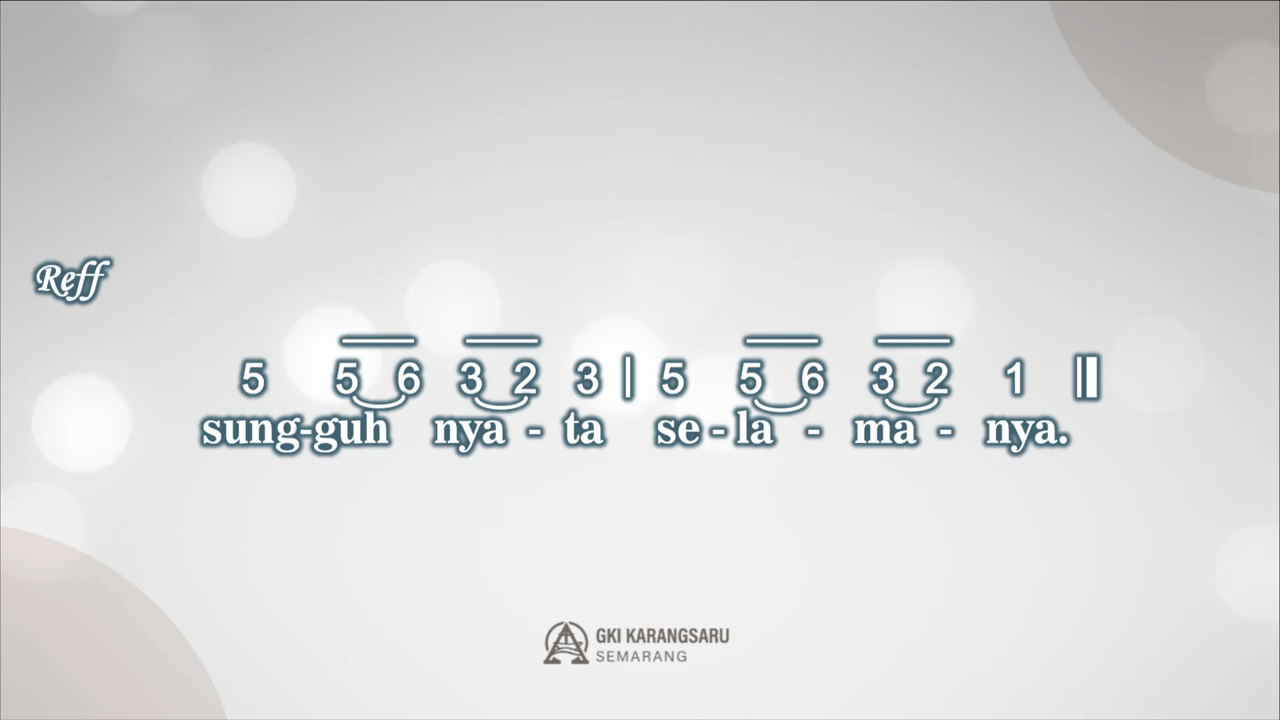 Reff
5 5 6 3 2 3 | 5 5 6 3 2 1 ||
sung-guh nya - ta se - la - ma - nya.
GKI KARANGSARU
SEMARANG